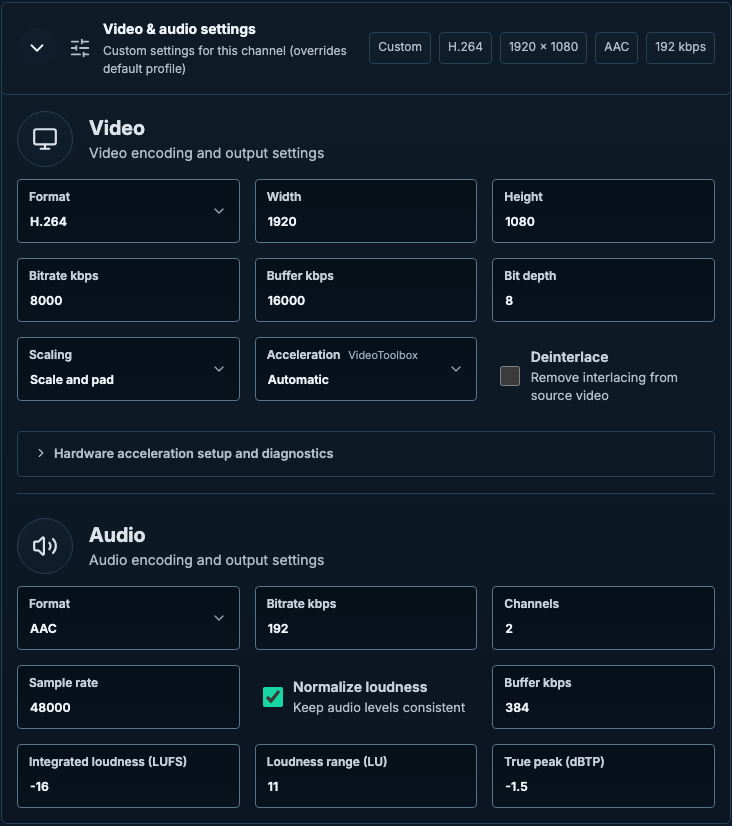 Video & audio settings
Custom settings for this channel (overrides
default profile)
Custom
H.264
1920 × 1080
AAC
192 kbps
Video
Video encoding and output settings
Format
H.264
Width
1920
Height
1080
Bitrate kbps
8000
Buffer kbps
16000
Bit depth
8
Scaling
Scale and pad
Acceleration VideoToolbox
Automatic
Deinterlace
Remove interlacing from
source video
Hardware acceleration setup and diagnostics
Audio
Audio encoding and output settings
Format
AAC
Bitrate kbps
192
Channels
2
Sample rate
48000
Normalize loudness
Keep audio levels consistent
Buffer kbps
384
Integrated loudness (LUFS)
-16
Loudness range (LU)
11
True peak (dBTP)
-1.5